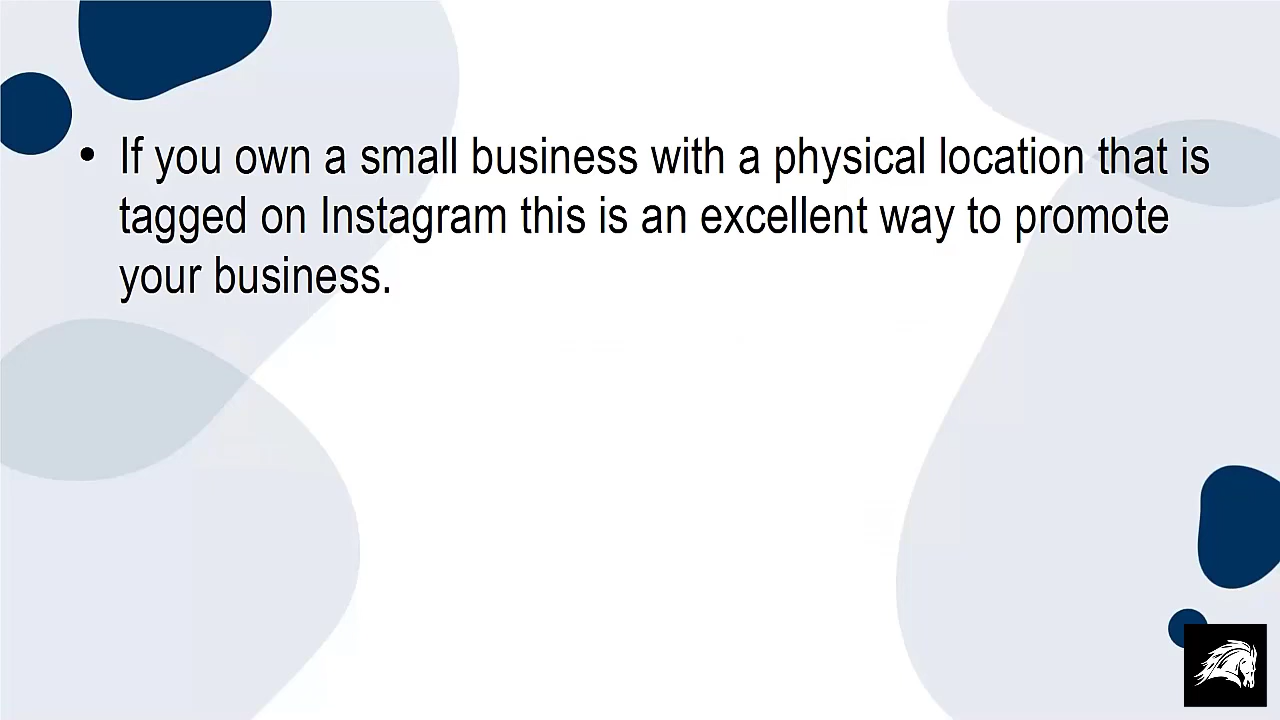 • If you own a small business with a physical location that is
tagged on Instagram this is an excellent way to promote
your business.